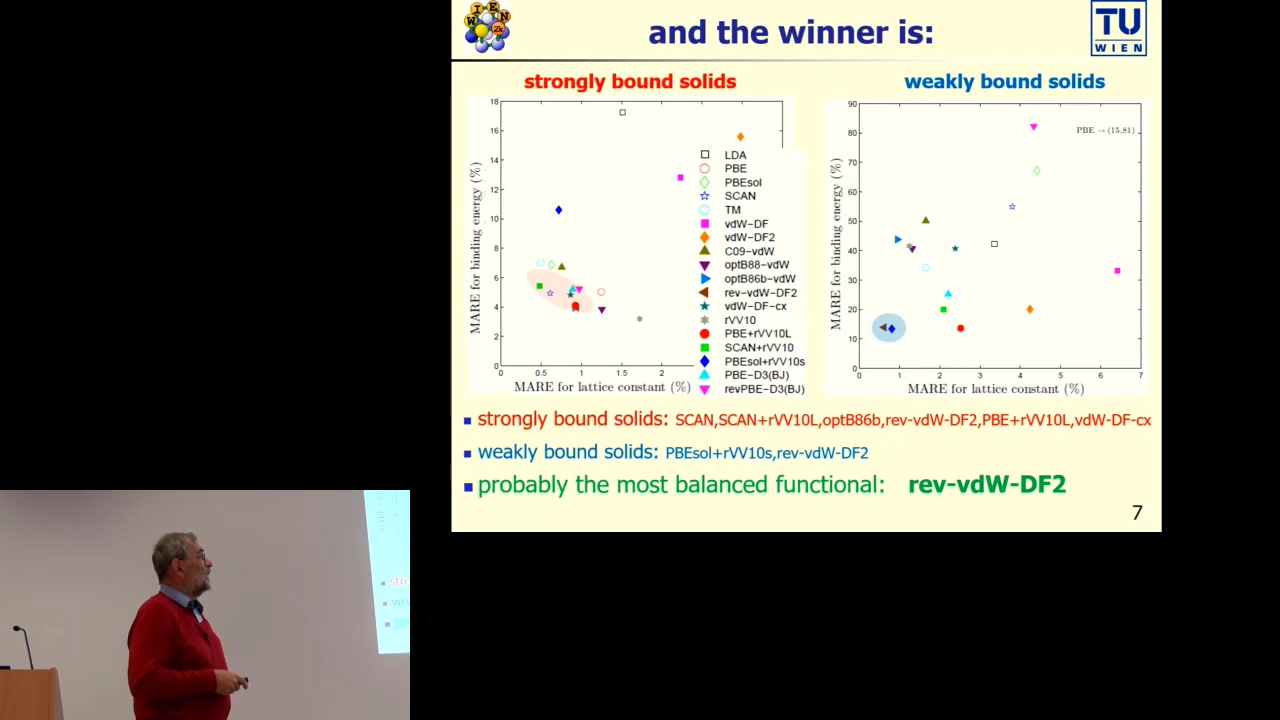 WIEN
2k
and the winner is:
TU
WIEN
strongly bound solids
weakly bound solids
18
16
14
12
10
8
6
4
2
0
0
0.5
1
1.5
2
MARE for binding energy (%)
MARE for lattice constant (%)
LDA
PBE
PBEsol
SCAN
TM
vdW-DF
vdW-DF2
C09-vdW
optB88-vdW
optB86b-vdW
rev-vdW-DF2
vdW-DF-cx
rVV10
PBE+rVV10L
SCAN+rVV10
PBEsol+rVV10s
PBE-D3(BJ)
revPBE-D3(BJ)
90
80
70
60
50
40
30
20
10
0
0
1
2
3
4
5
6
7
PBE → (15,81)
MARE for binding energy (%)
MARE for lattice constant (%)
strongly bound solids: SCAN,SCAN+rVV10L,optB86b,rev-vdW-DF2,PBE+rVV10L,vdW-DF-cx
weakly bound solids: PBEsol+rVV10s,rev-vdW-DF2
probably the most balanced functional: rev-vdW-DF2
7